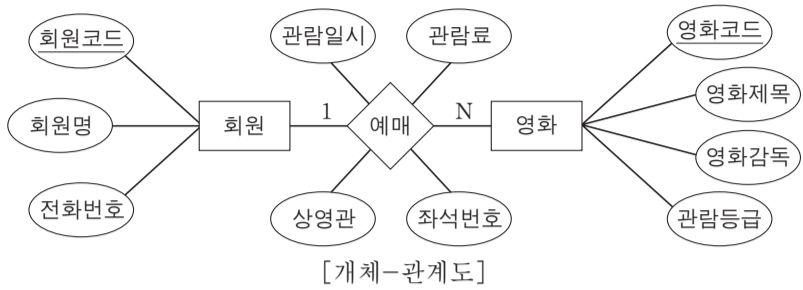 회원코드
관람일시
관람료
영화코드
영화제목
회원명
회원
1
예매
N
영화
영화감독
전화번호
상영관
좌석번호
관람등급
[개체-관계도]